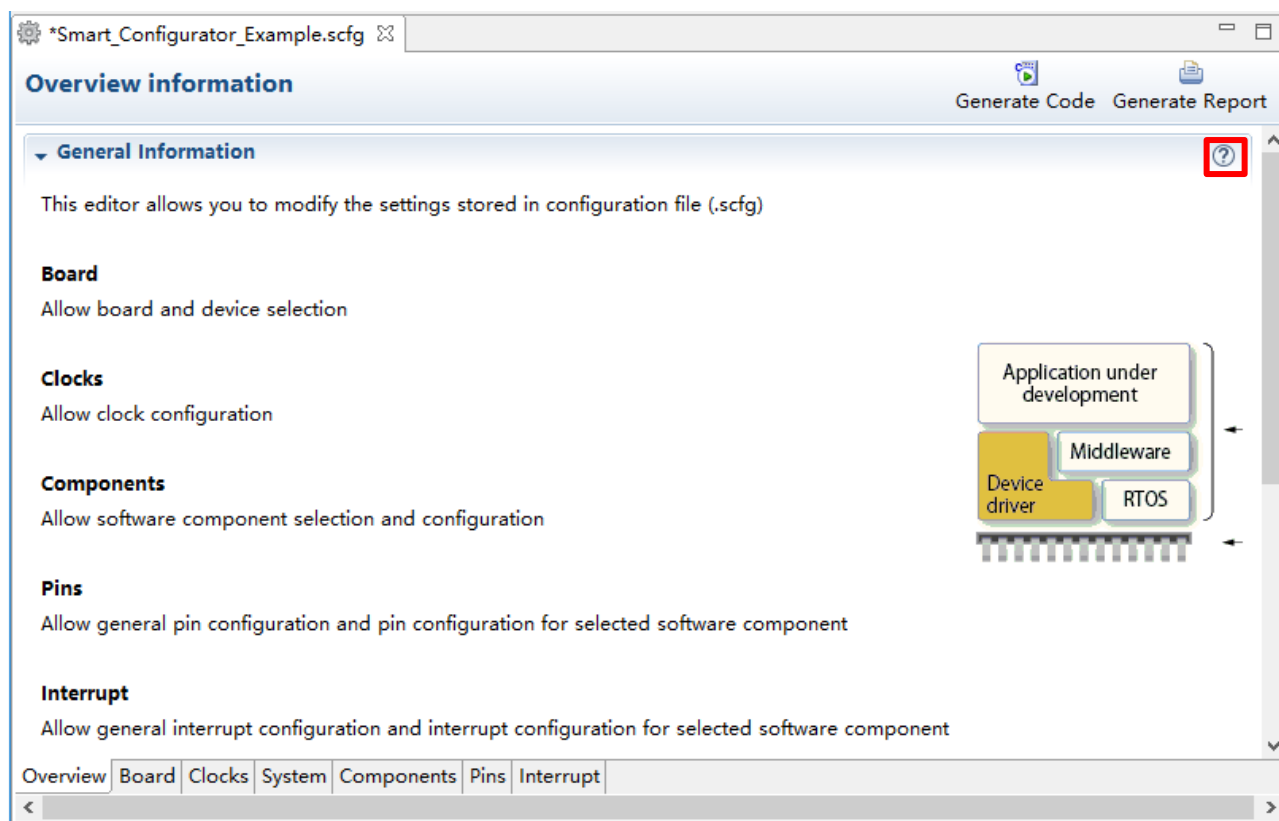 *Smart_Configurator_Example.scfg
Overview information
Generate Code
Generate Report
General Information
This editor allows you to modify the settings stored in configuration file (.scfg)
Board
Allow board and device selection
Clocks
Allow clock configuration
Components
Allow software component selection and configuration
Pins
Allow general pin configuration and pin configuration for selected software component
Interrupt
Allow general interrupt configuration and interrupt configuration for selected software component
Application under
development
Middleware
Device
driver
RTOS
Overview Board Clocks System Components Pins Interrupt